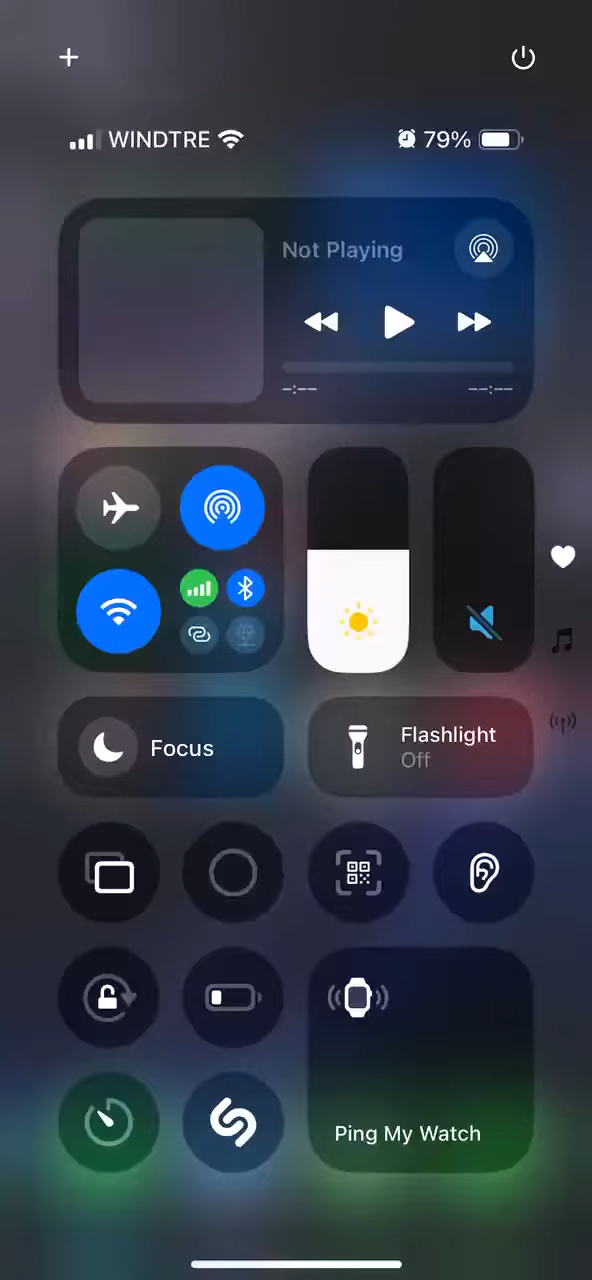 WINDTRE
79%
Not Playing
-:--
--:--
Focus
Flashlight
Off
Ping My Watch